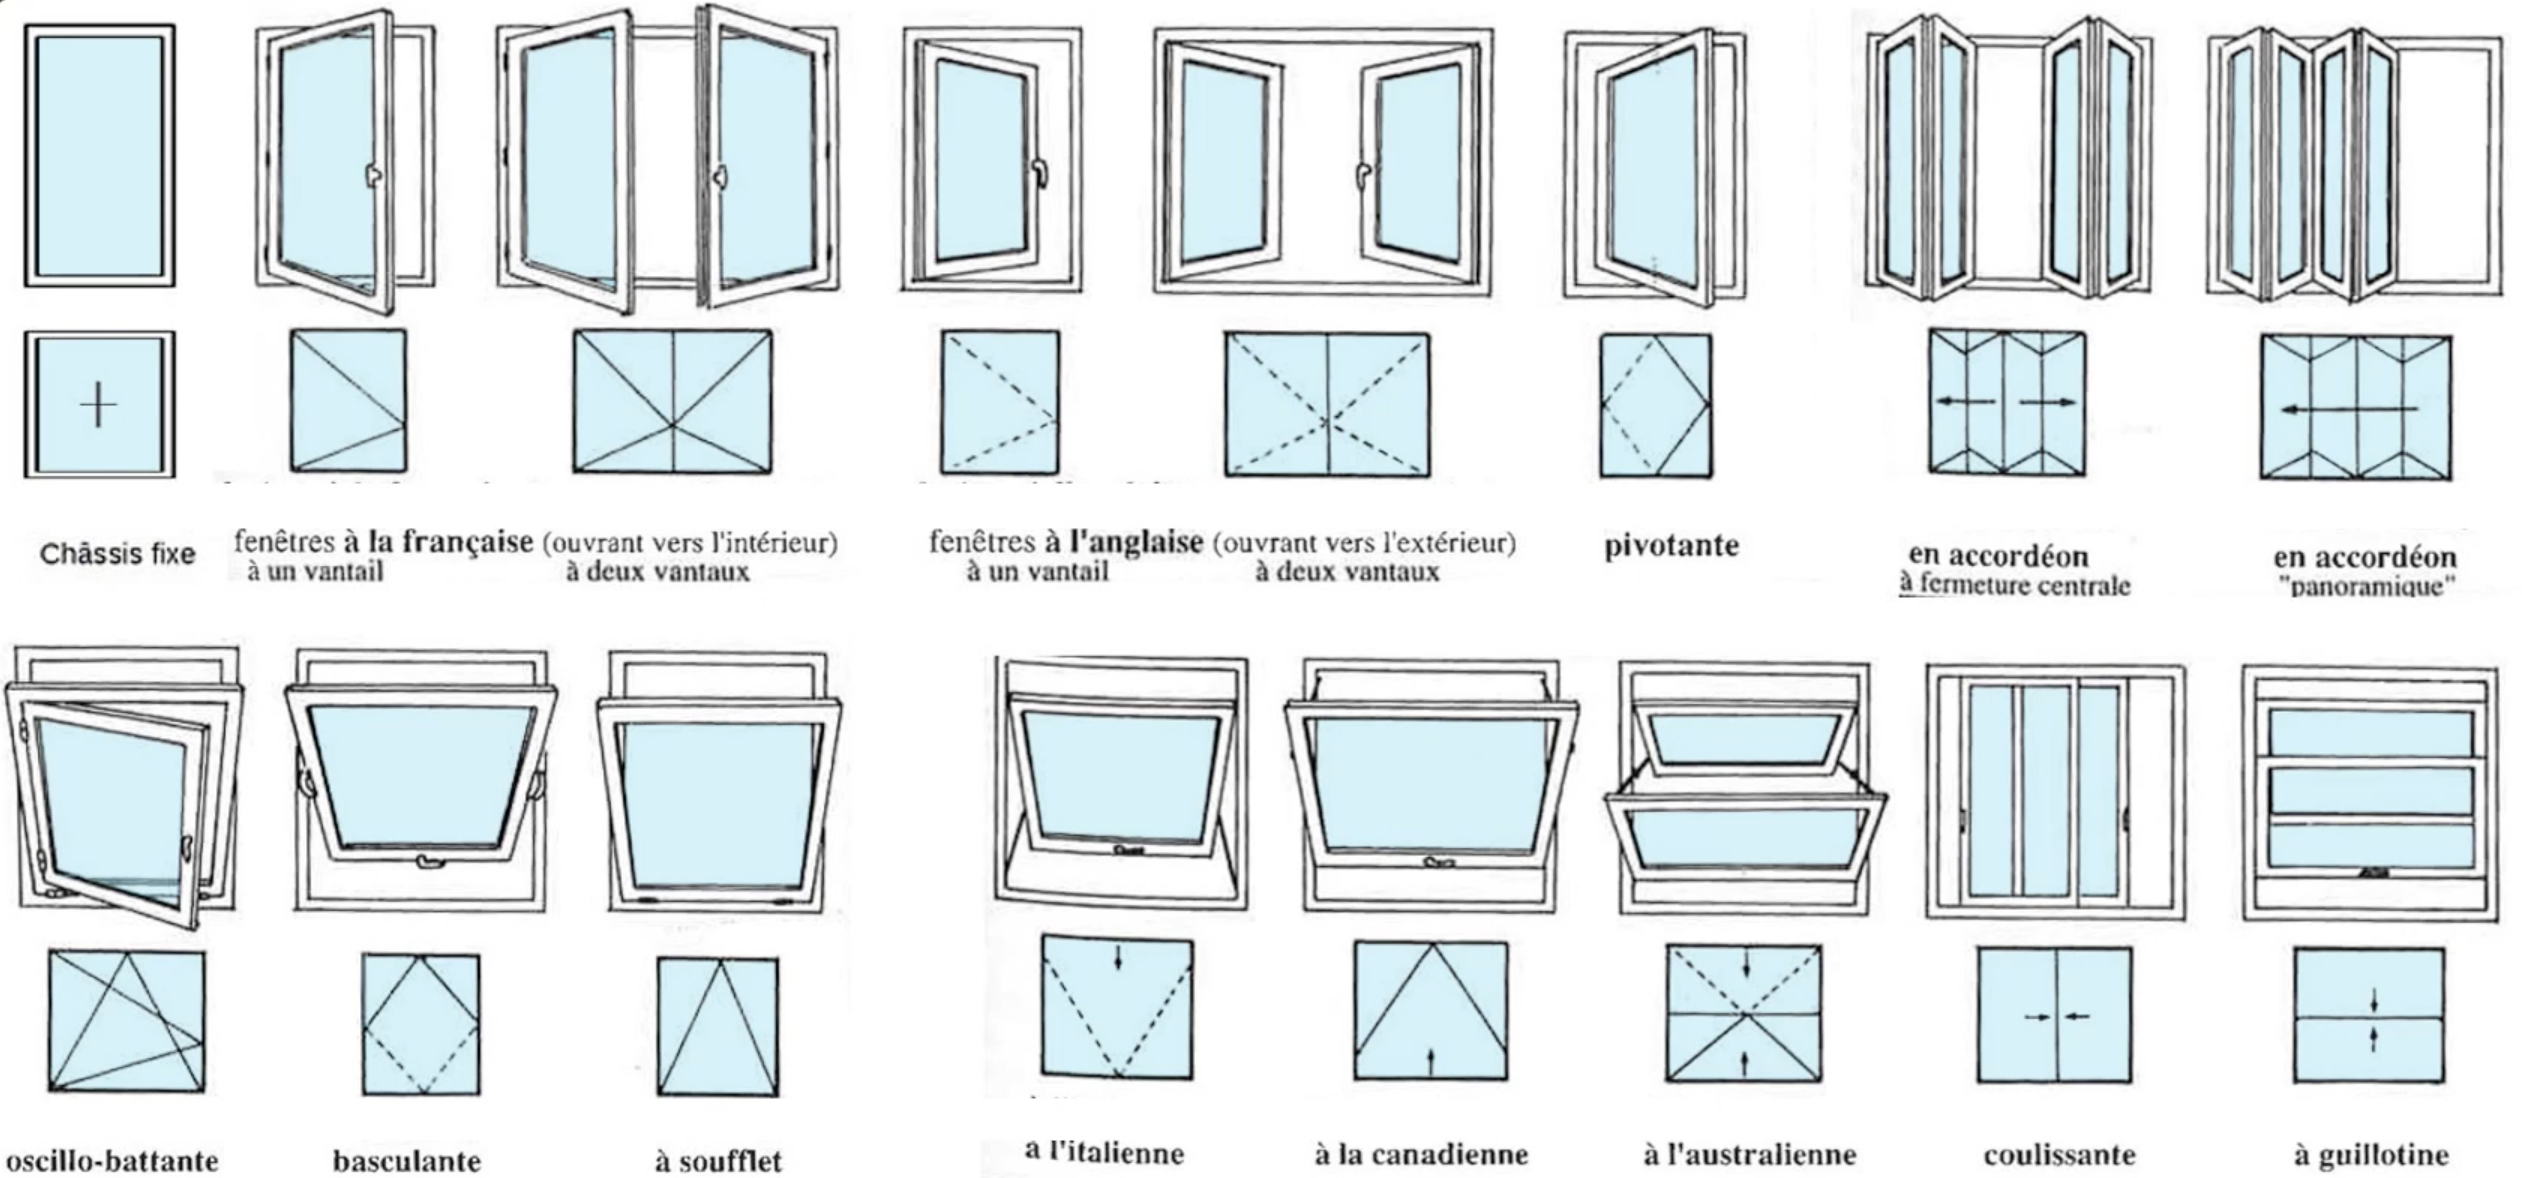 Châssis fixe
fenêtres à la française (ouvrant vers l'intérieur)
à un vantail
à deux vantaux
fenêtres à l'anglaise (ouvrant vers l'extérieur)
à un vantail
à deux vantaux
pivotante
en accordéon
à fermeture centrale
en accordéon
"panoramique"
oscillo-battante
basculante
à soufflet
a l'italienne
à la canadienne
à l'australienne
coulissante
à guillotine